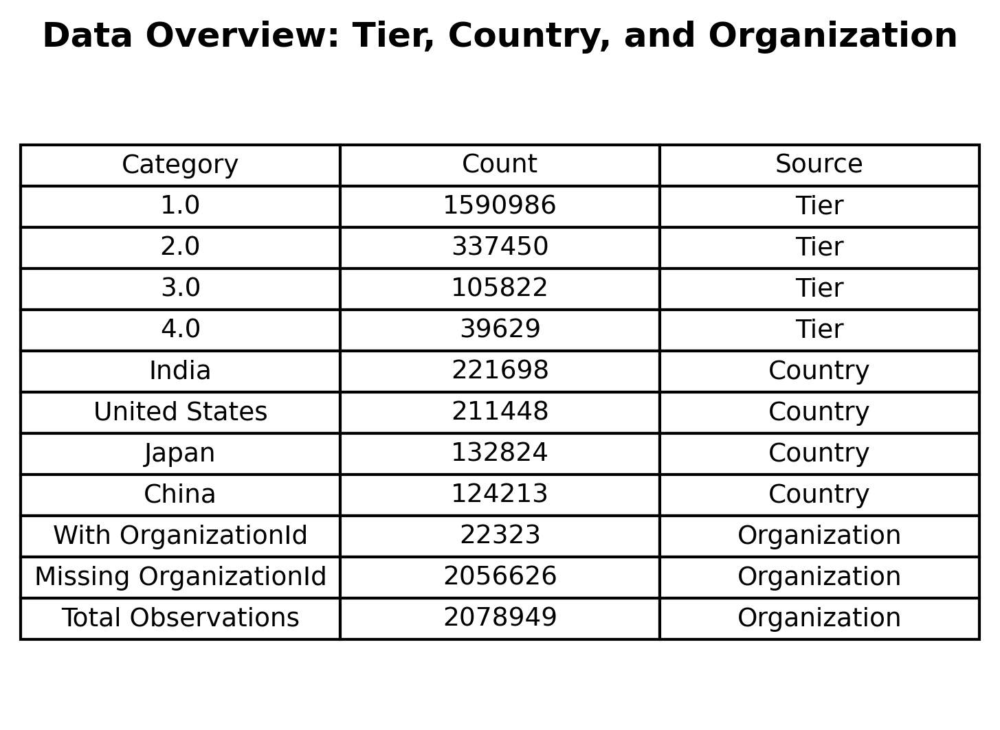 Data Overview: Tier, Country, and Organization
Category Count Source
1.0 1590986 Tier
2.0 337450 Tier
3.0 105822 Tier
4.0 39629 Tier
India 221698 Country
United States 211448 Country
Japan 132824 Country
China 124213 Country
With OrganizationId 22323 Organization
Missing OrganizationId 2056626 Organization
Total Observations 2078949 Organization